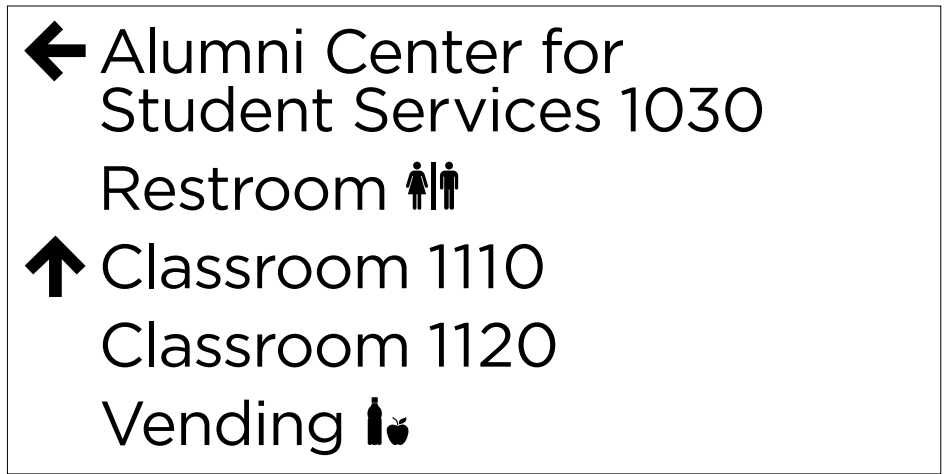 Alumni Center for
Student Services 1030
Restroom
Classroom 1110
Classroom 1120
Vending